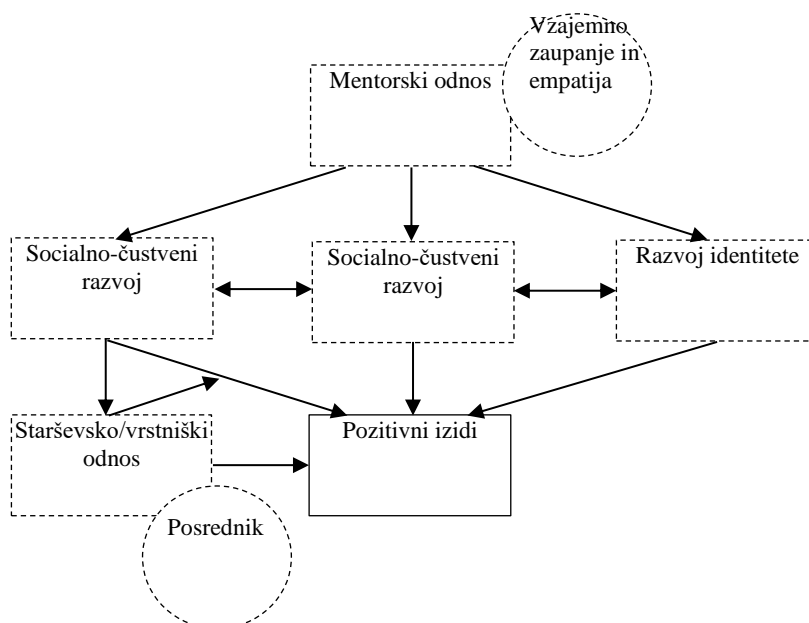 Vzajemno
zaupanje in
empatija
Mentorski odnos
Socialno-čustveni
razvoj
Socialno-čustveni
razvoj
Razvoj identitete
Starševsko/vrstniški
odnos
Pozitivni izidi
Posrednik